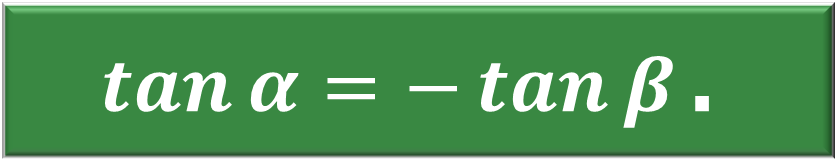 tan α = − tan β .